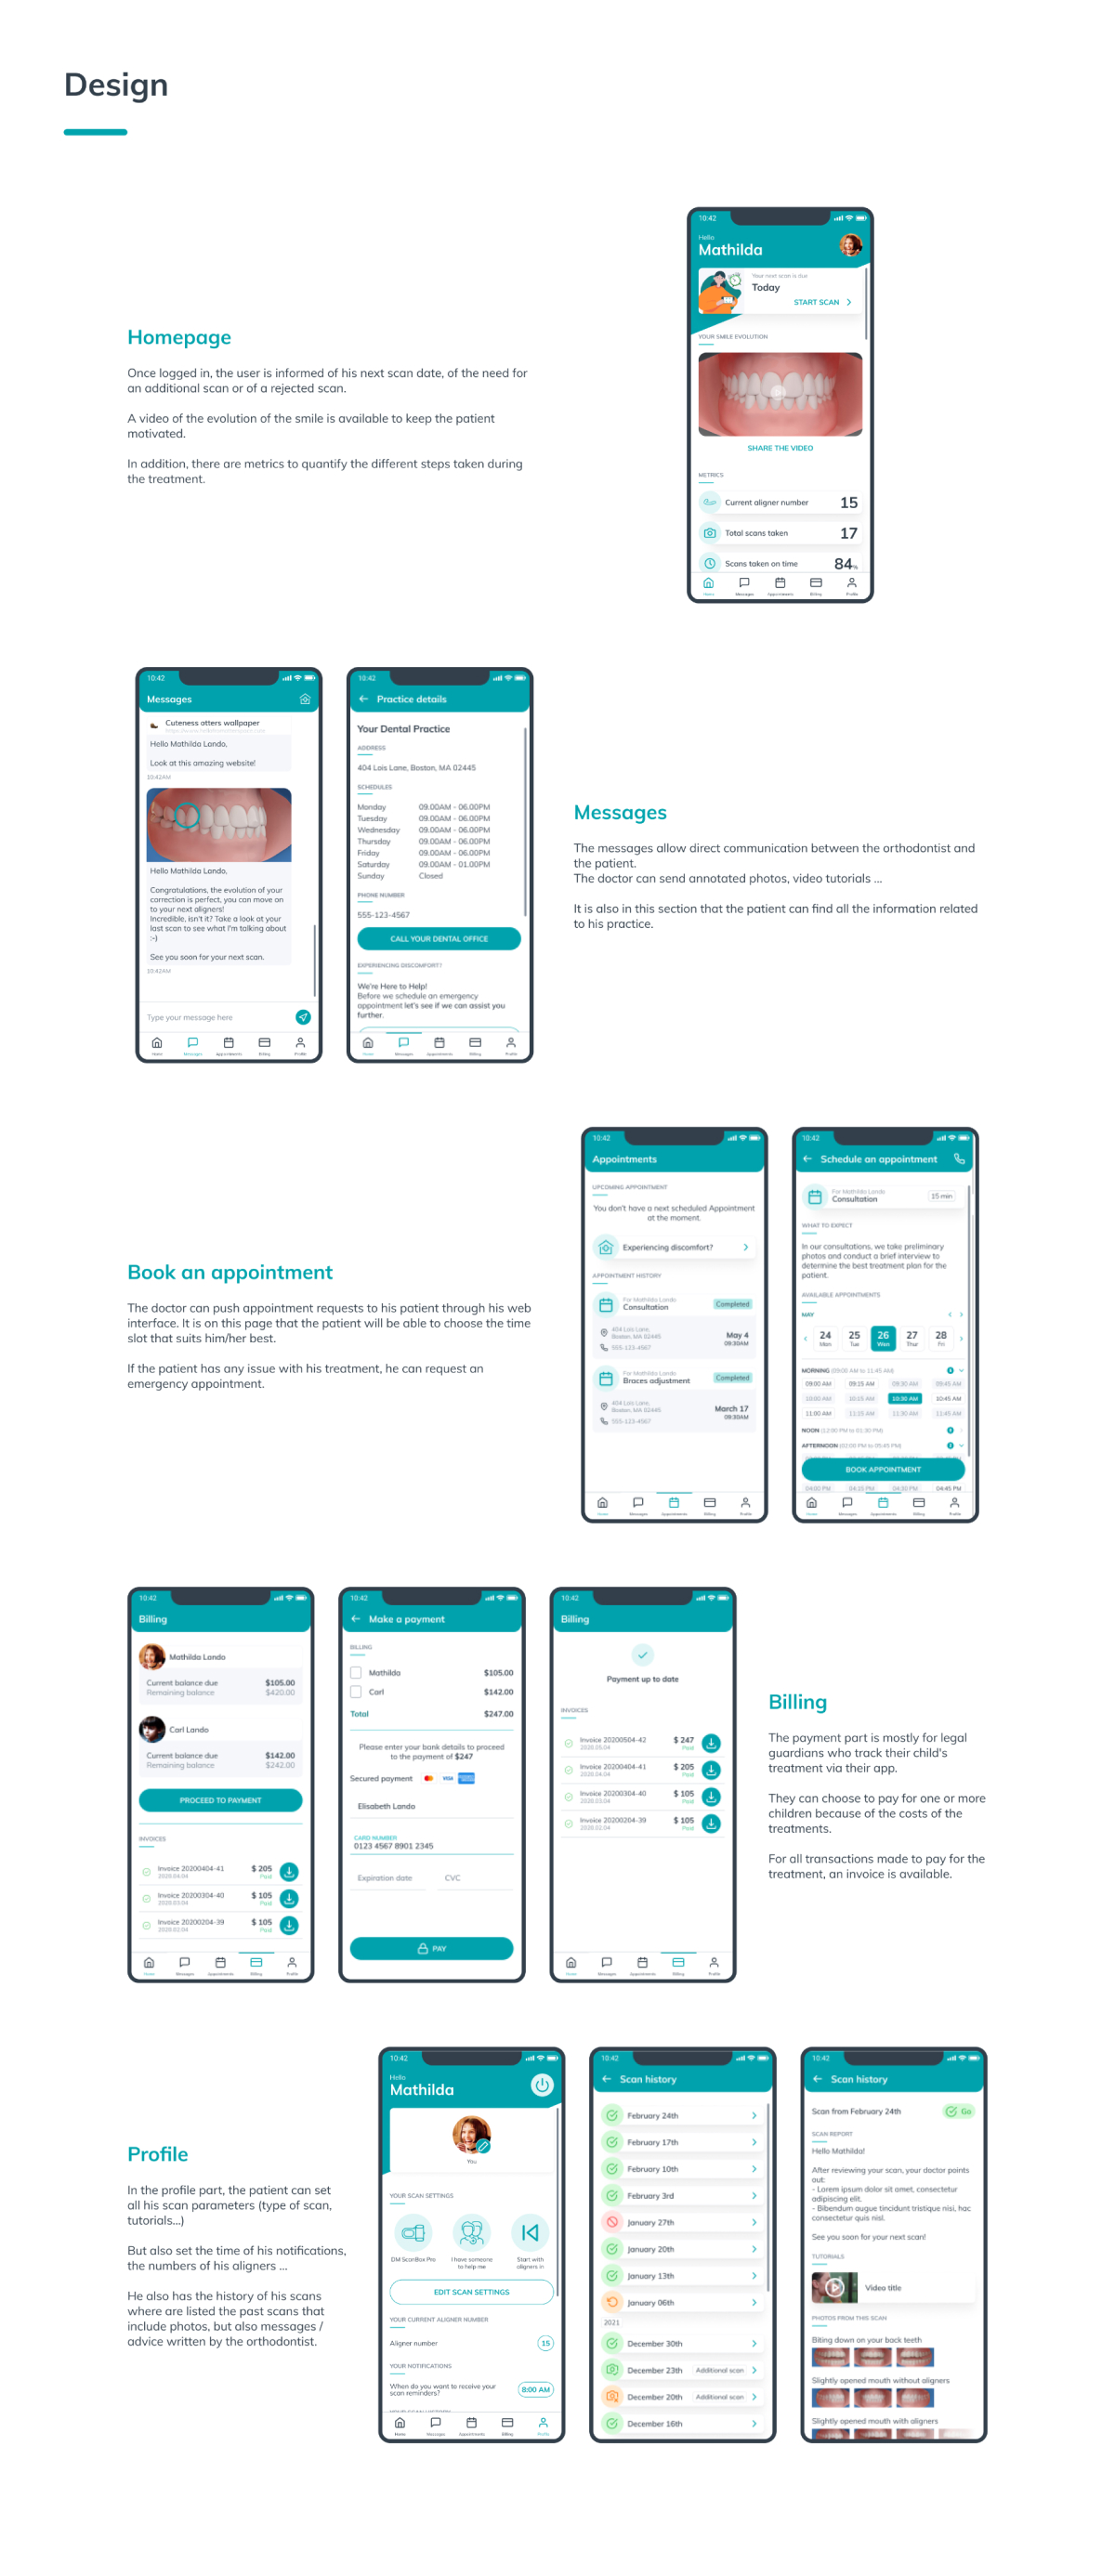 Design
10:42
Hello
Mathilda
Your next scan is due
Today
START SCAN
YOUR SMILE EVOLUTION
SHARE THE VIDEO
METRICS
Current aligner number 15
Total scans taken 17
Scans taken on time 84%
Home Messages Appointments Billing Profile
Homepage
Once logged in, the user is informed of his next scan date, of the need for
an additional scan or of a rejected scan.
A video of the evolution of the smile is available to keep the patient
motivated.
In addition, there are metrics to quantify the different steps taken during
the treatment.
10:42
Messages
Cuteness otters wallpaper
Hello Mathilda Lando,
Look at this amazing website!
10:42AM
Hello Mathilda Lando,
Congratulations, the evolution of your
correction is perfect, you can move on
to your next aligners!
Incredible, isn't it? Take a look at your
last scan to see what I'm talking about
:-)
See you soon for your next scan.
10:42AM
Type your message here
Home Messages Appointments Billing Profile
10:42
Practice details
Your Dental Practice
ADDRESS
404 Lois Lane, Boston, MA 02445
SCHEDULES
Monday 09.00AM - 06.00PM
Tuesday 09.00AM - 06.00PM
Wednesday 09.00AM - 06.00PM
Thursday 09.00AM - 06.00PM
Friday 09.00AM - 06.00PM
Saturday 09.00AM - 01.00PM
Sunday Closed
PHONE NUMBER
555-123-4567
CALL YOUR DENTAL OFFICE
EXPERIENCING DISCOMFORT?
We're Here to Help!
Before we schedule an emergency
appointment let's see if we can assist you
further.
Home Messages Appointments Billing Profile
Messages
The messages allow direct communication between the orthodontist and
the patient.
The doctor can send annotated photos, video tutorials ...
It is also in this section that the patient can find all the information related
to his practice.
Book an appointment
The doctor can push appointment requests to his patient through his web
interface. It is on this page that the patient will be able to choose the time
slot that suits him/her best.
If the patient has any issue with his treatment, he can request an
emergency appointment.
10:42
Appointments
UPCOMING APPOINTMENT
You don't have a next scheduled Appointment
at the moment.
Experiencing discomfort?
APPOINTMENT HISTORY
For Mathilda Lando
Consultation Completed
404 Lois Lane,
Boston, MA 02445
555-123-4567
May 4
09:30AM
For Mathilda Lando
Braces adjustment Completed
404 Lois Lane,
Boston, MA 02445
555-123-4567
March 17
09:30AM
Home Messages Appointments Billing Profile
10:42
Schedule an appointment
For Mathilda Lando
Consultation 15 min
WHAT TO EXPECT
In our consultations, we take preliminary
photos and conduct a brief interview to
determine the best treatment plan for the
patient.
AVAILABLE APPOINTMENTS
MAY
24 25 26 27 28
Mon Tue Wen Thur Fri
MORNING (09:00 AM to 11:45 AM)
09:00 AM 09:15 AM 09:30 AM 09:45 AM
10:00 AM 10:15 AM 10:30 AM 10:45 AM
11:00 AM 11:15 AM 11:30 AM 11:45 AM
NOON (12:00 PM to 01:30 PM)
AFTERNOON (02:00 PM to 05:45 PM)
BOOK APPOINTMENT
04:00 PM 04:15 PM 04:30 PM 04:45 PM
Home Messages Appointments Billing Profile
10:42
Billing
Mathilda Lando
Current balance due $105.00
Remaining balance $420.00
Carl Lando
Current balance due $142.00
Remaining balance $242.00
PROCEED TO PAYMENT
INVOICES
Invoice 20200404-41 $ 205
2020.04.04 Paid
Invoice 20200304-40 $ 105
2020.03.04 Paid
Invoice 20200204-39 $ 105
2020.02.04 Paid
Home Messages Appointments Billing Profile
10:42
Make a payment
BILLING
Mathilda $105.00
Carl $142.00
Total $247.00
Please enter your bank details to proceed
to the payment of $247
Secured payment VISA
Elisabeth Lando
CARD NUMBER
0123 4567 8901 2345
Expiration date CVC
PAY
10:42
Billing
Payment up to date
INVOICES
Invoice 20200504-42 $ 247
2020.05.04 Paid
Invoice 20200404-41 $ 205
2020.04.04 Paid
Invoice 20200304-40 $ 105
2020.03.04 Paid
Invoice 20200204-39 $ 105
2020.02.04 Paid
Home Messages Appointments Billing Profile
Billing
The payment part is mostly for legal
guardians who track their child's
treatment via their app.
They can choose to pay for one or more
children because of the costs of the
treatments.
For all transactions made to pay for the
treatment, an invoice is available.
Profile
In the profile part, the patient can set
all his scan parameters (type of scan,
tutorials...)
But also set the time of his notifications,
the numbers of his aligners ...
He also has the history of his scans
where are listed the past scans that
include photos, but also messages /
advice written by the orthodontist.
10:42
Hello
Mathilda
You
YOUR SCAN SETTINGS
DM ScanBox Pro
I have someone
to help me
Start with
aligners in
EDIT SCAN SETTINGS
YOUR CURRENT ALIGNER NUMBER
Aligner number 15
YOUR NOTIFICATIONS
When do you want to receive your
scan reminders? 8:00 AM
YOUR SCAN HISTORY
Home Messages Appointments Billing Profile
10:42
Scan history
February 24th
February 17th
February 10th
February 3rd
January 27th
January 20th
January 13th
January 06th
2021
December 30th
December 23th Additional scan
December 20th Additional scan
December 16th
10:42
Scan history
Scan from February 24th Go
SCAN REPORT
Hello Mathilda!
After reviewing your scan, your doctor points
out:
- Lorem ipsum dolor sit amet, consectetur
adipiscing elit.
- Bibendum augue tincidunt tristique nisi, hac
consectetur quis nisl.
See you soon for your next scan!
TUTORIALS
Video title
PHOTOS FROM THIS SCAN
Biting down on your back teeth
Slightly opened mouth without aligners
Slightly opened mouth with aligners